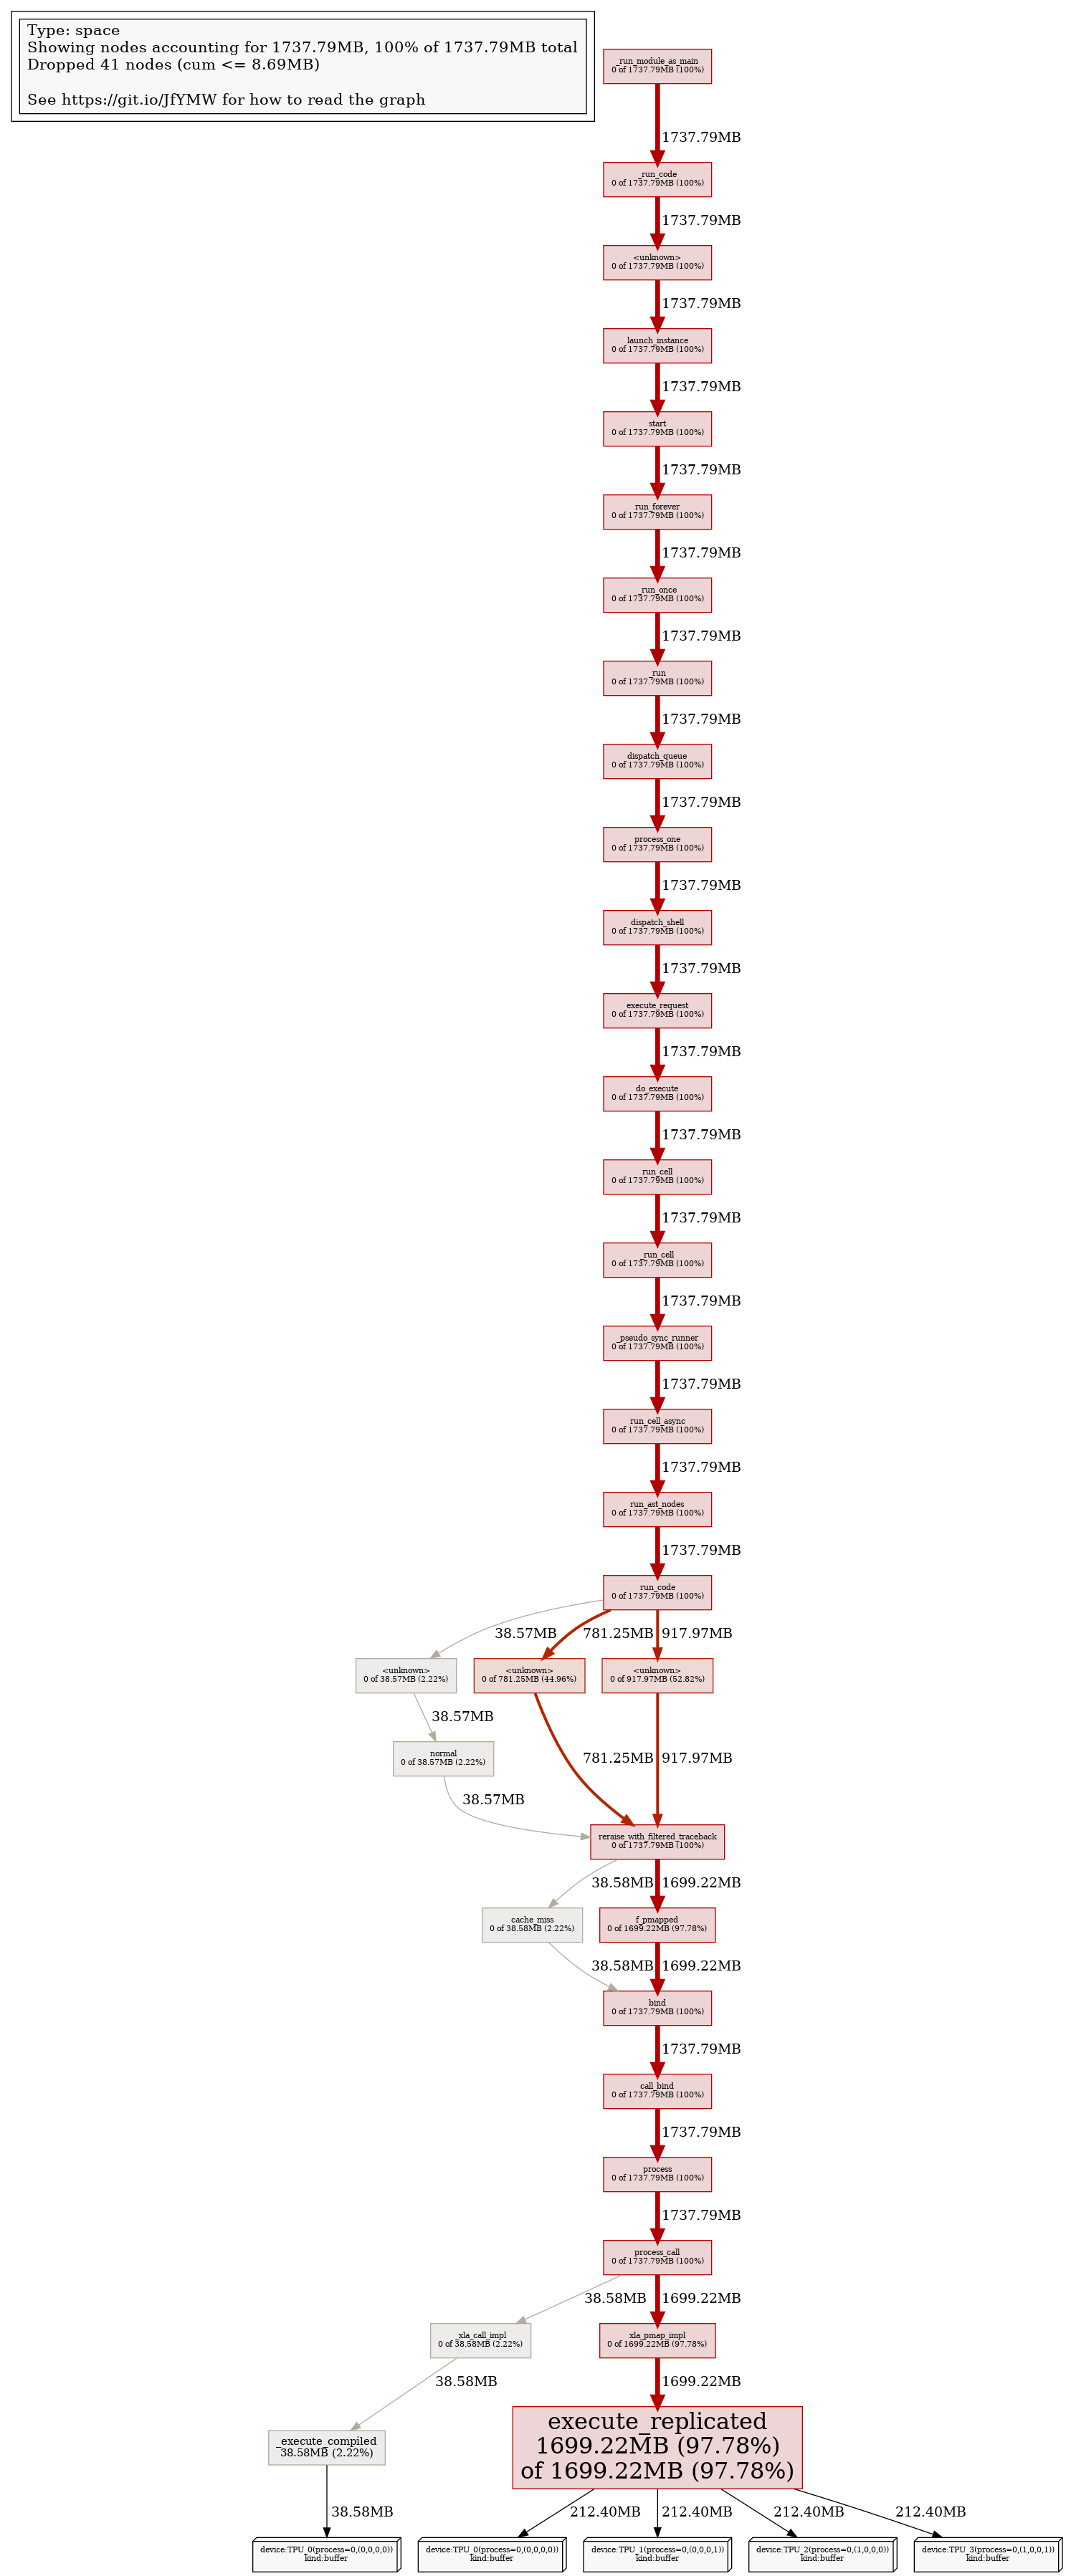 Type: space
Showing nodes accounting for 1737.79MB, 100% of 1737.79MB total
Dropped 41 nodes (cum <= 8.69MB)
See https://git.io/JfYMW for how to read the graph
_run_module_as_main
0 of 1737.79MB (100%)
1737.79MB
_run_code
0 of 1737.79MB (100%)
1737.79MB
<unknown>
0 of 1737.79MB (100%)
1737.79MB
launch_instance
0 of 1737.79MB (100%)
1737.79MB
start
0 of 1737.79MB (100%)
1737.79MB
run_forever
0 of 1737.79MB (100%)
1737.79MB
_run_once
0 of 1737.79MB (100%)
1737.79MB
_run
0 of 1737.79MB (100%)
1737.79MB
dispatch_queue
0 of 1737.79MB (100%)
1737.79MB
process_one
0 of 1737.79MB (100%)
1737.79MB
dispatch_shell
0 of 1737.79MB (100%)
1737.79MB
execute_request
0 of 1737.79MB (100%)
1737.79MB
do_execute
0 of 1737.79MB (100%)
1737.79MB
run_cell
0 of 1737.79MB (100%)
1737.79MB
_run_cell
0 of 1737.79MB (100%)
1737.79MB
_pseudo_sync_runner
0 of 1737.79MB (100%)
1737.79MB
run_cell_async
0 of 1737.79MB (100%)
1737.79MB
run_ast_nodes
0 of 1737.79MB (100%)
1737.79MB
run_code
0 of 1737.79MB (100%)
38.57MB 781.25MB 917.97MB
<unknown>
0 of 38.57MB (2.22%)
<unknown>
0 of 781.25MB (44.96%)
<unknown>
0 of 917.97MB (52.82%)
38.57MB
normal
0 of 38.57MB (2.22%)
781.25MB 917.97MB
38.57MB
reraise_with_filtered_traceback
0 of 1737.79MB (100%)
38.58MB 1699.22MB
cache_miss
0 of 38.58MB (2.22%)
f_pmapped
0 of 1699.22MB (97.78%)
38.58MB 1699.22MB
bind
0 of 1737.79MB (100%)
1737.79MB
call_bind
0 of 1737.79MB (100%)
1737.79MB
process
0 of 1737.79MB (100%)
1737.79MB
process_call
0 of 1737.79MB (100%)
38.58MB 1699.22MB
_xla_call_impl
0 of 38.58MB (2.22%)
xla_pmap_impl
0 of 1699.22MB (97.78%)
38.58MB 1699.22MB
_execute_compiled
38.58MB (2.22%)
execute_replicated
1699.22MB (97.78%)
of 1699.22MB (97.78%)
38.58MB 212.40MB 212.40MB 212.40MB 212.40MB
device:TPU_0(process=0,(0,0,0,0))
kind:buffer
device:TPU_0(process=0,(0,0,0,0))
kind:buffer
device:TPU_1(process=0,(0,0,0,1))
kind:buffer
device:TPU_2(process=0,(1,0,0,0))
kind:buffer
device:TPU_3(process=0,(1,0,0,1))
kind:buffer